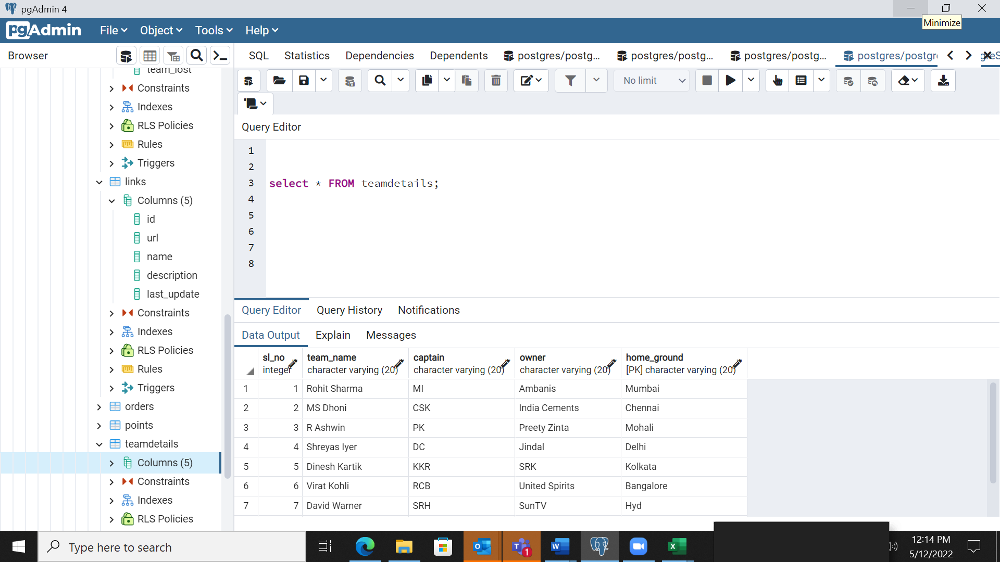 pgAdmin 4
Minimize
pgAdmin File Object Tools Help
Browser
SQL Statistics Dependencies Dependents postgres/postg... postgres/postg... postgres/postg... postgres/postgr
No limit
Query Editor
1
2
3 select * FROM teamdetails;
4
5
6
7
8
team_lost
Constraints
Indexes
RLS Policies
Rules
Triggers
links
Columns (5)
id
url
name
description
last_update
Constraints
Indexes
RLS Policies
Rules
Triggers
orders
points
teamdetails
Columns (5)
Constraints
Indexes
RLS Policies
Query Editor Query History Notifications
Data Output Explain Messages
sl_no team_name captain owner home_ground
integer character varying (20) character varying (20) character varying (20) [PK] character varying (20)
1 1 Rohit Sharma MI Ambanis Mumbai
2 2 MS Dhoni CSK India Cements Chennai
3 3 R Ashwin PK Preety Zinta Mohali
4 4 Shreyas Iyer DC Jindal Delhi
5 5 Dinesh Kartik KKR SRK Kolkata
6 6 Virat Kohli RCB United Spirits Bangalore
7 7 David Warner SRH SunTV Hyd
Type here to search
1
12:14 PM
5/12/2022